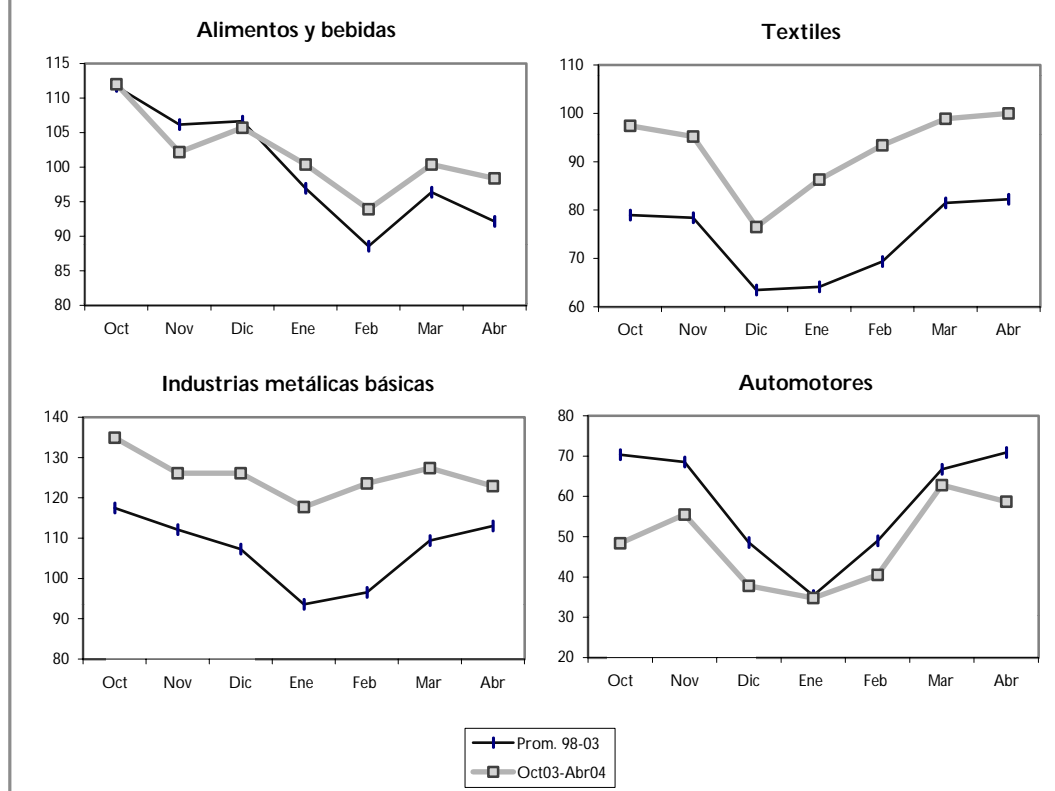 Alimentos y bebidas
115
110
105
100
95
90
85
80
Oct Nov Dic Ene Feb Mar Abr
Textiles
110
100
90
80
70
60
Oct Nov Dic Ene Feb Mar Abr
Industrias metálicas básicas
140
130
120
110
100
90
80
Oct Nov Dic Ene Feb Mar Abr
Automotores
80
70
60
50
40
30
20
Oct Nov Dic Ene Feb Mar Abr
Prom. 98-03
Oct03-Abr04